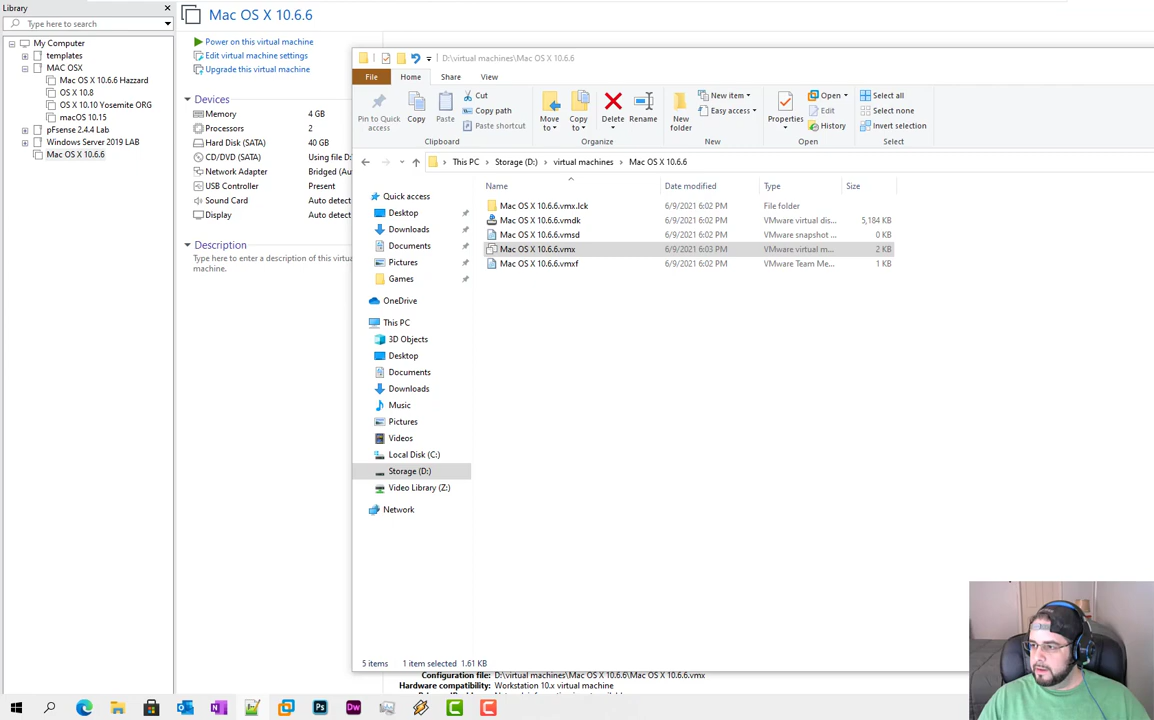 Library
Type here to search
My Computer
templates
MAC OSX
Mac OS X 10.6.6 Hazzard
OS X 10.8
OS X 10.10 Yosemite ORG
macOS 10.15
pfSense 2.4.4 Lab
Windows Server 2019 LAB
Mac OS X 10.6.6
Mac OS X 10.6.6
Power on this virtual machine
Edit virtual machine settings
Upgrade this virtual machine
Devices
Memory 4 GB
Processors 2
Hard Disk (SATA) 40 GB
CD/DVD (SATA) Using file D:
Network Adapter Bridged (Au
USB Controller Present
Sound Card Auto detect
Display Auto detect
Description
Type here to enter a description of this virtual
machine.
D:\virtual machines\Mac OS X 10.6.6
File Home Share View
Pin to Quick
access
Copy
Paste
Cut
Copy path
Paste shortcut
Clipboard
Move
to
Copy
to
Delete
Rename
Organize
New
folder
New item
Easy access
New
Properties
Open
Edit
History
Open
Select all
Select none
Invert selection
Select
This PC Storage (D:) virtual machines Mac OS X 10.6.6
Name Date modified Type Size
Mac OS X 10.6.6.vmx.lck 6/9/2021 6:02 PM File folder
Mac OS X 10.6.6.vmdk 6/9/2021 6:02 PM VMware virtual dis... 5,184 KB
Mac OS X 10.6.6.vmsd 6/9/2021 6:02 PM VMware snapshot ... 0 KB
Mac OS X 10.6.6.vmx 6/9/2021 6:03 PM VMware virtual m... 2 KB
Mac OS X 10.6.6.vmxf 6/9/2021 6:02 PM VMware Team Me... 1 KB
Quick access
Desktop
Downloads
Documents
Pictures
Games
OneDrive
This PC
3D Objects
Desktop
Documents
Downloads
Music
Pictures
Videos
Local Disk (C:)
Storage (D:)
Video Library (Z:)
Network
5 items 1 item selected 1.61 KB
Configuration file: D:\virtual machines\Mac OS X 10.6.6\Mac OS X 10.6.6.vmx
Hardware compatibility: Workstation 10.x virtual machine